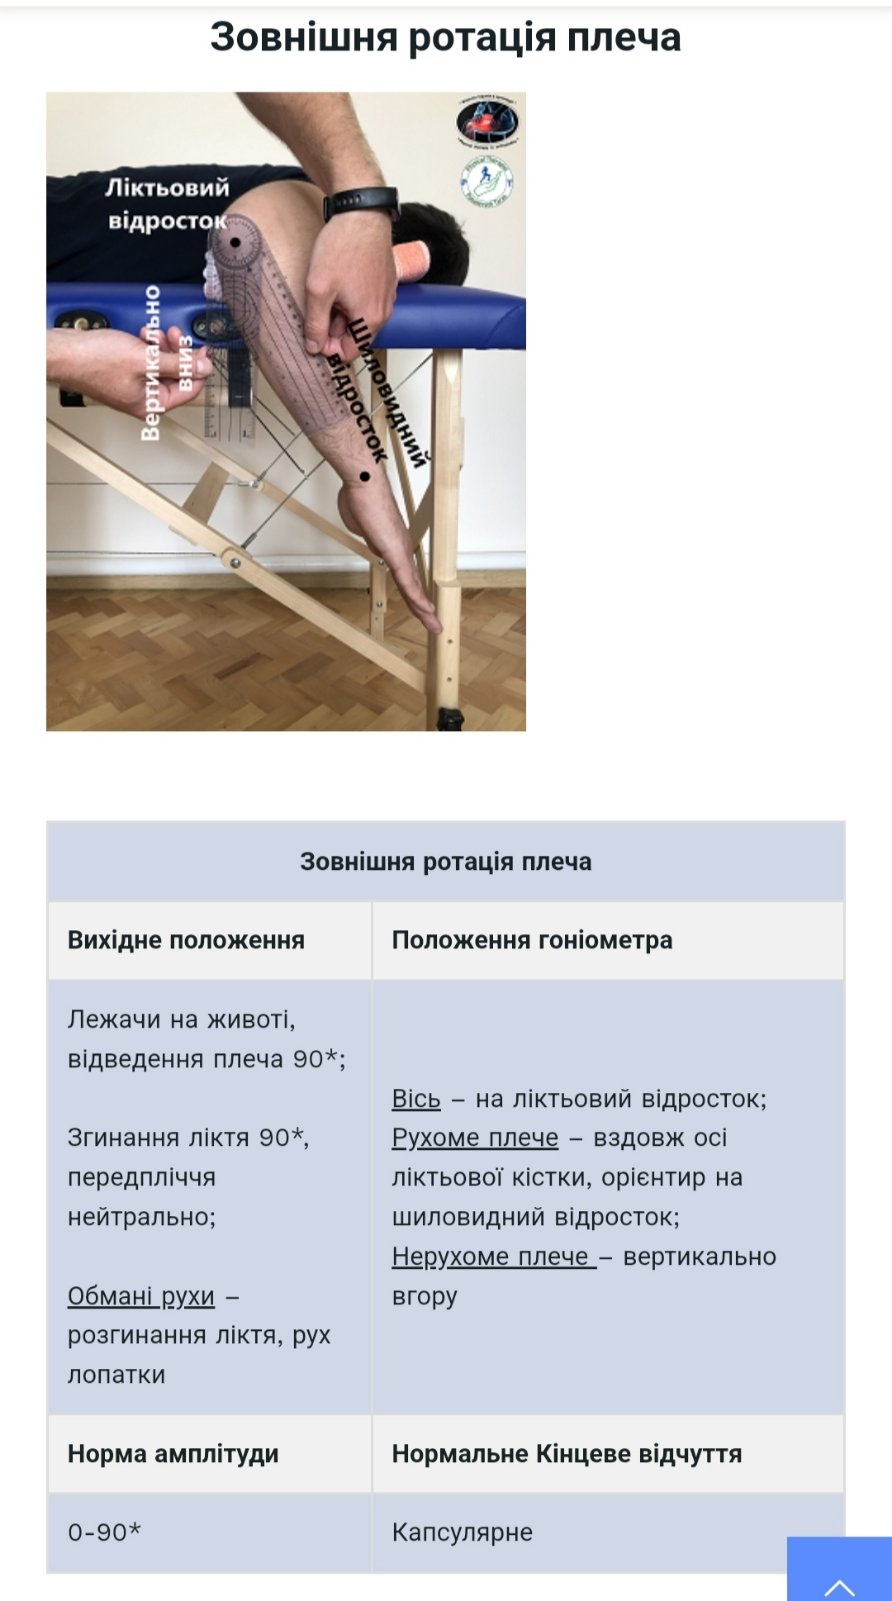 Зовнішня ротація плеча
Ліктьовий
відросток
Вертикально
вниз
Шиловидний
відросток
Зовнішня ротація плеча
Вихідне положення
Положення гоніометра
Лежачи на животі,
відведення плеча 90*;
Згинання ліктя 90*,
передпліччя
нейтрально;
Обмані рухи –
розгинання ліктя, рух
лопатки
Вісь – на ліктьовий відросток;
Рухоме плече – вздовж осі
ліктьової кістки, орієнтир на
шиловидний відросток;
Нерухоме плече – вертикально
вгору
Норма амплітуди
Нормальне Кінцеве відчуття
0-90*
Капсулярне